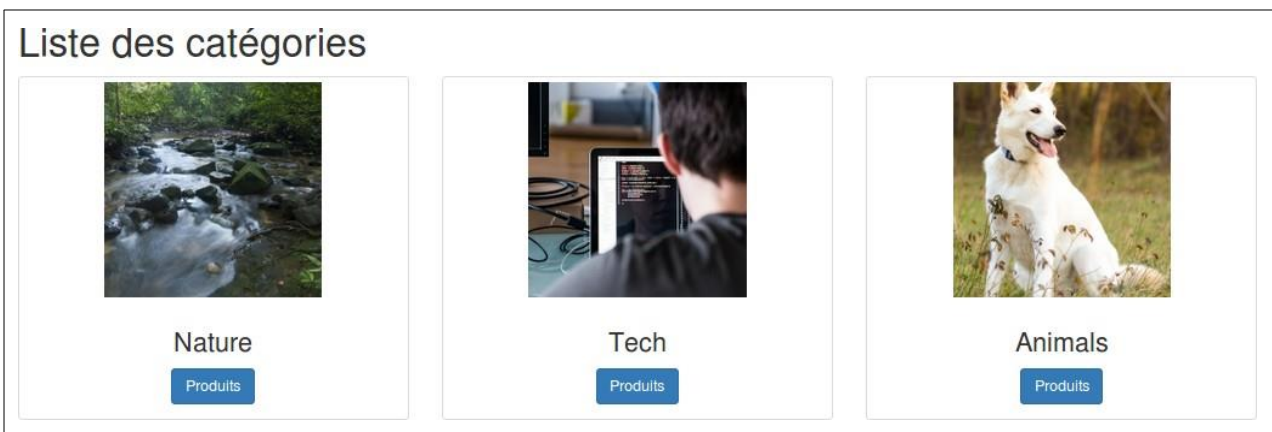 Liste des catégories
Nature
Produits
Tech
Produits
Animals
Produits